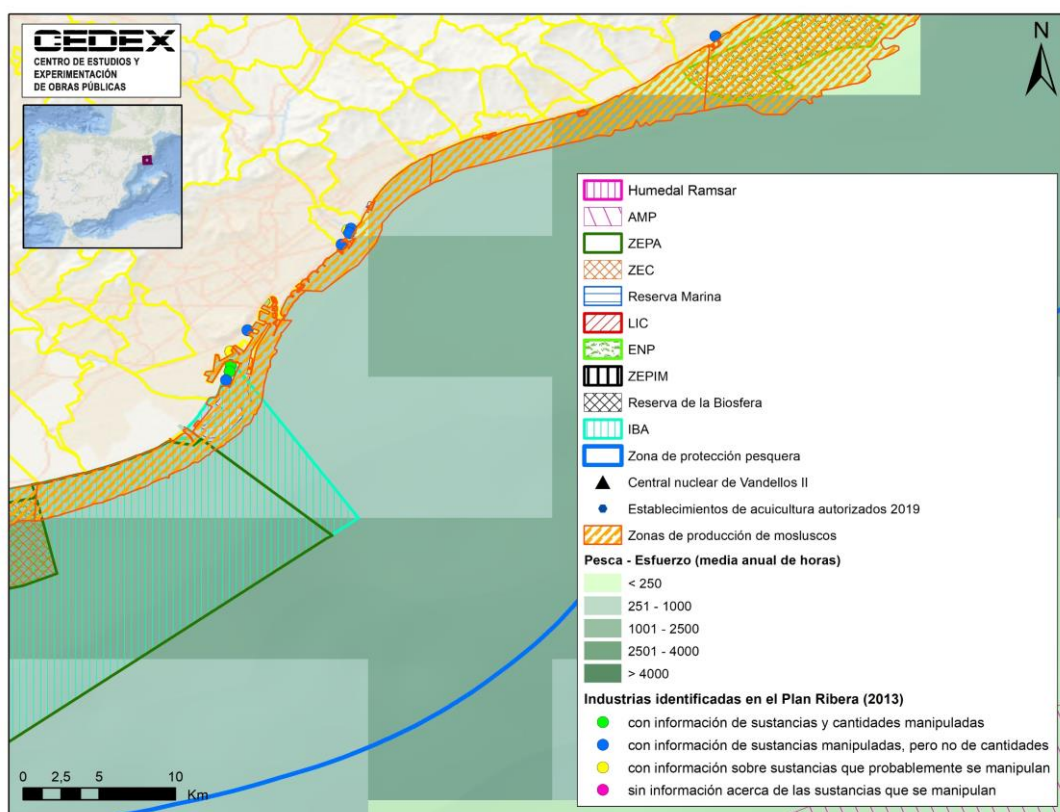 CEDEX
CENTRO DE ESTUDIOS Y
EXPERIMENTACIÓN
DE OBRAS PÚBLICAS
N
Humedal Ramsar
AMP
ZEPA
ZEC
Reserva Marina
LIC
ENP
ZEPIM
Reserva de la Biosfera
IBA
Zona de protección pesquera
Central nuclear de Vandellos II
Establecimientos de acuicultura autorizados 2019
Zonas de producción de mosluscos
Pesca - Esfuerzo (media anual de horas)
< 250
251 - 1000
1001 - 2500
2501 - 4000
> 4000
Industrias identificadas en el Plan Ribera (2013)
con información de sustancias y cantidades manipuladas
con información de sustancias manipuladas, pero no de cantidades
con información sobre sustancias que probablemente se manipulan
sin información acerca de las sustancias que se manipulan
0 2,5 5 10
Km